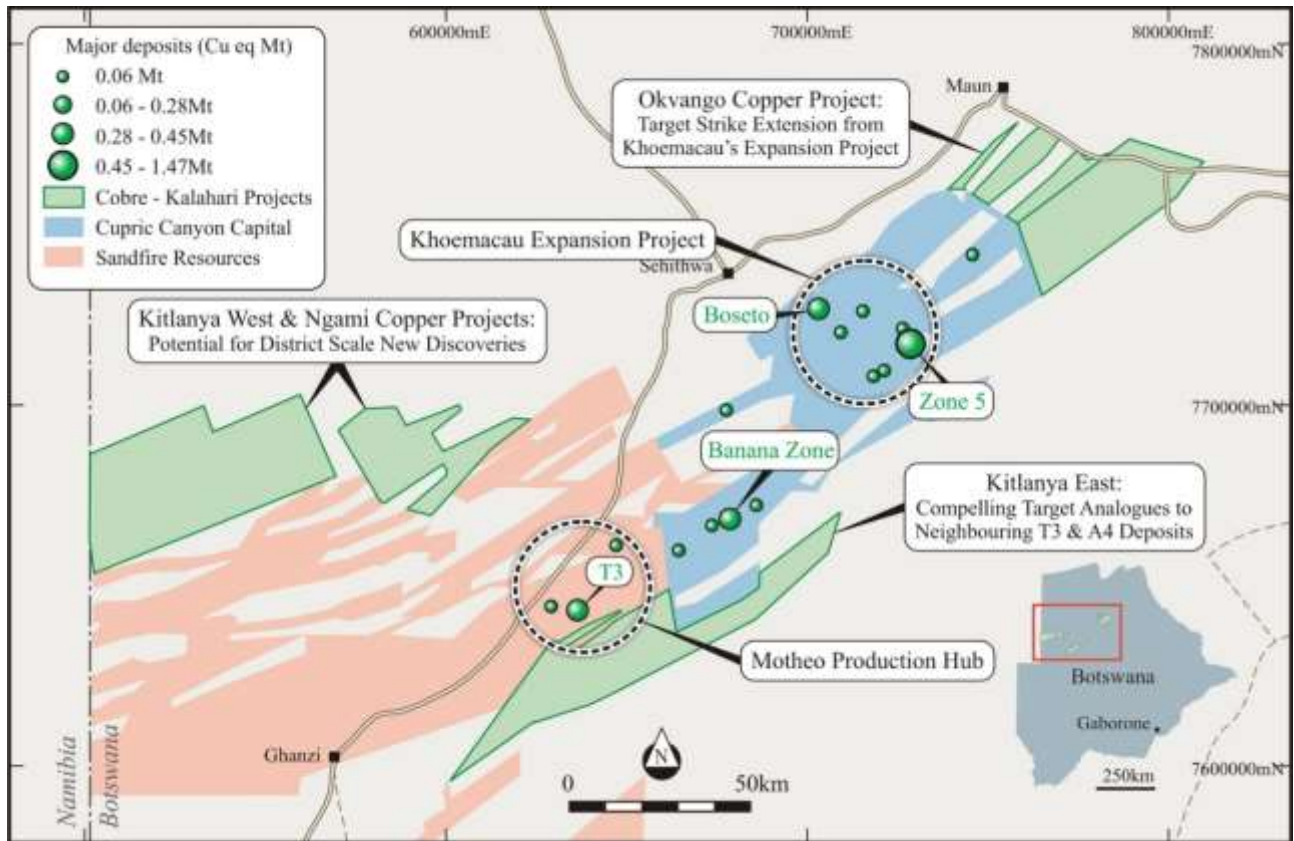 600000mE
700000mE
800000mE
7800000mN
Major deposits (Cu eq Mt)
0.06 Mt
0.06 - 0.28Mt
0.28 - 0.45Mt
0.45 - 1.47Mt
Cobre - Kalahari Projects
Cupric Canyon Capital
Sandfire Resources
Maun
Okvango Copper Project:
Target Strike Extension from
Khoemacau's Expansion Project
Khoemacau Expansion Project
Sehithwa
Kitlanya West & Ngami Copper Projects:
Potential for District Scale New Discoveries
Boseto
Zone 5
7700000mN
Banana Zone
Kitlanya East:
Compelling Target Analogues to
Neighbouring T3 & A4 Deposits
T3
Motheo Production Hub
Botswana
Gaborone
250km
Ghanzi
N
0
50km
7600000mN
Namibia
Botswana